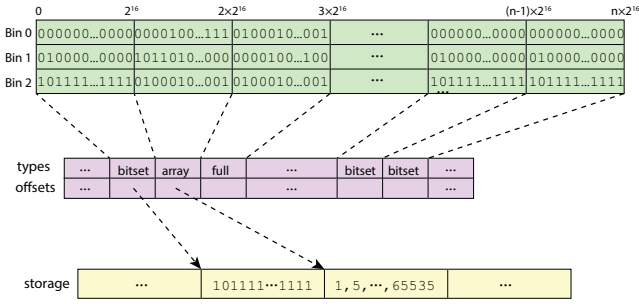 0 2¹⁶ 2×2¹⁶ 3×2¹⁶ (n-1)×2¹⁶ n×2¹⁶
Bin 0 000000...0000 0000100...111 0100010...001 ... 000000...0000 000000...0000
Bin 1 010000...0000 1011010...000 0000000...100 ... 010000...0000 010000...0000
Bin 2 101111...1111 0100010...001 0100010...001 ... 101111...1111 101111...1111
...
types ... bitset array full ... bitset bitset ...
offsets ... ...
storage ... 101111...1111 1,5,...,65535 ...